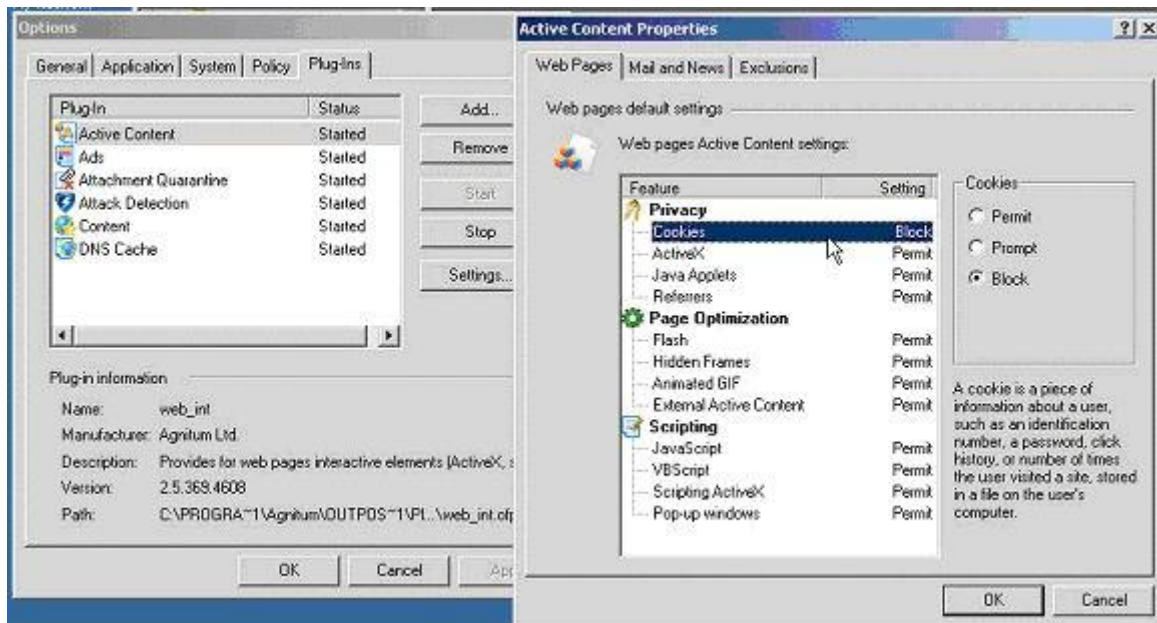 Options
General Application System Policy Plug-Ins
Plug-In Status
Active Content Started
Ads Started
Attachment Quarantine Started
Attack Detection Started
Content Started
DNS Cache Started
Add...
Remove
Start
Stop
Settings...
Plug-in information
Name: web_int
Manufacturer: Agnitum Ltd.
Description: Provides for web pages interactive elements (ActiveX, s
Version: 2.5.369.4608
Path: C:\PROGRA~1\Agnitum\OUTPOS~1\Pl...\web_int.ofp
OK Cancel App
Active Content Properties
Web Pages Mail and News Exclusions
Web pages default settings
Web pages Active Content settings:
Feature Setting
Privacy
Cookies Block
ActiveX Permit
Java Applets Permit
Referrers Permit
Page Optimization
Flash Permit
Hidden Frames Permit
Animated GIF Permit
External Active Content Permit
Scripting
JavaScript Permit
VBScript Permit
Scripting ActiveX Permit
Pop-up windows Permit
Cookies
Permit
Prompt
Block
A cookie is a piece of
information about a user,
such as an identification
number, a password, click
history, or number of times
the user visited a site, stored
in a file on the user's
computer.
OK Cancel